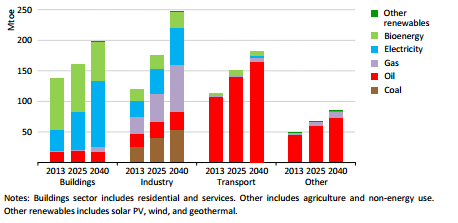 Mtoe
250
200
150
100
50
2013 2025 2040 2013 2025 2040 2013 2025 2040 2013 2025 2040
Buildings Industry Transport Other
Other
renewables
Bioenergy
Electricity
Gas
Oil
Coal
Notes: Buildings sector includes residential and services. Other includes agriculture and non-energy use.
Other renewables includes solar PV, wind, and geothermal.